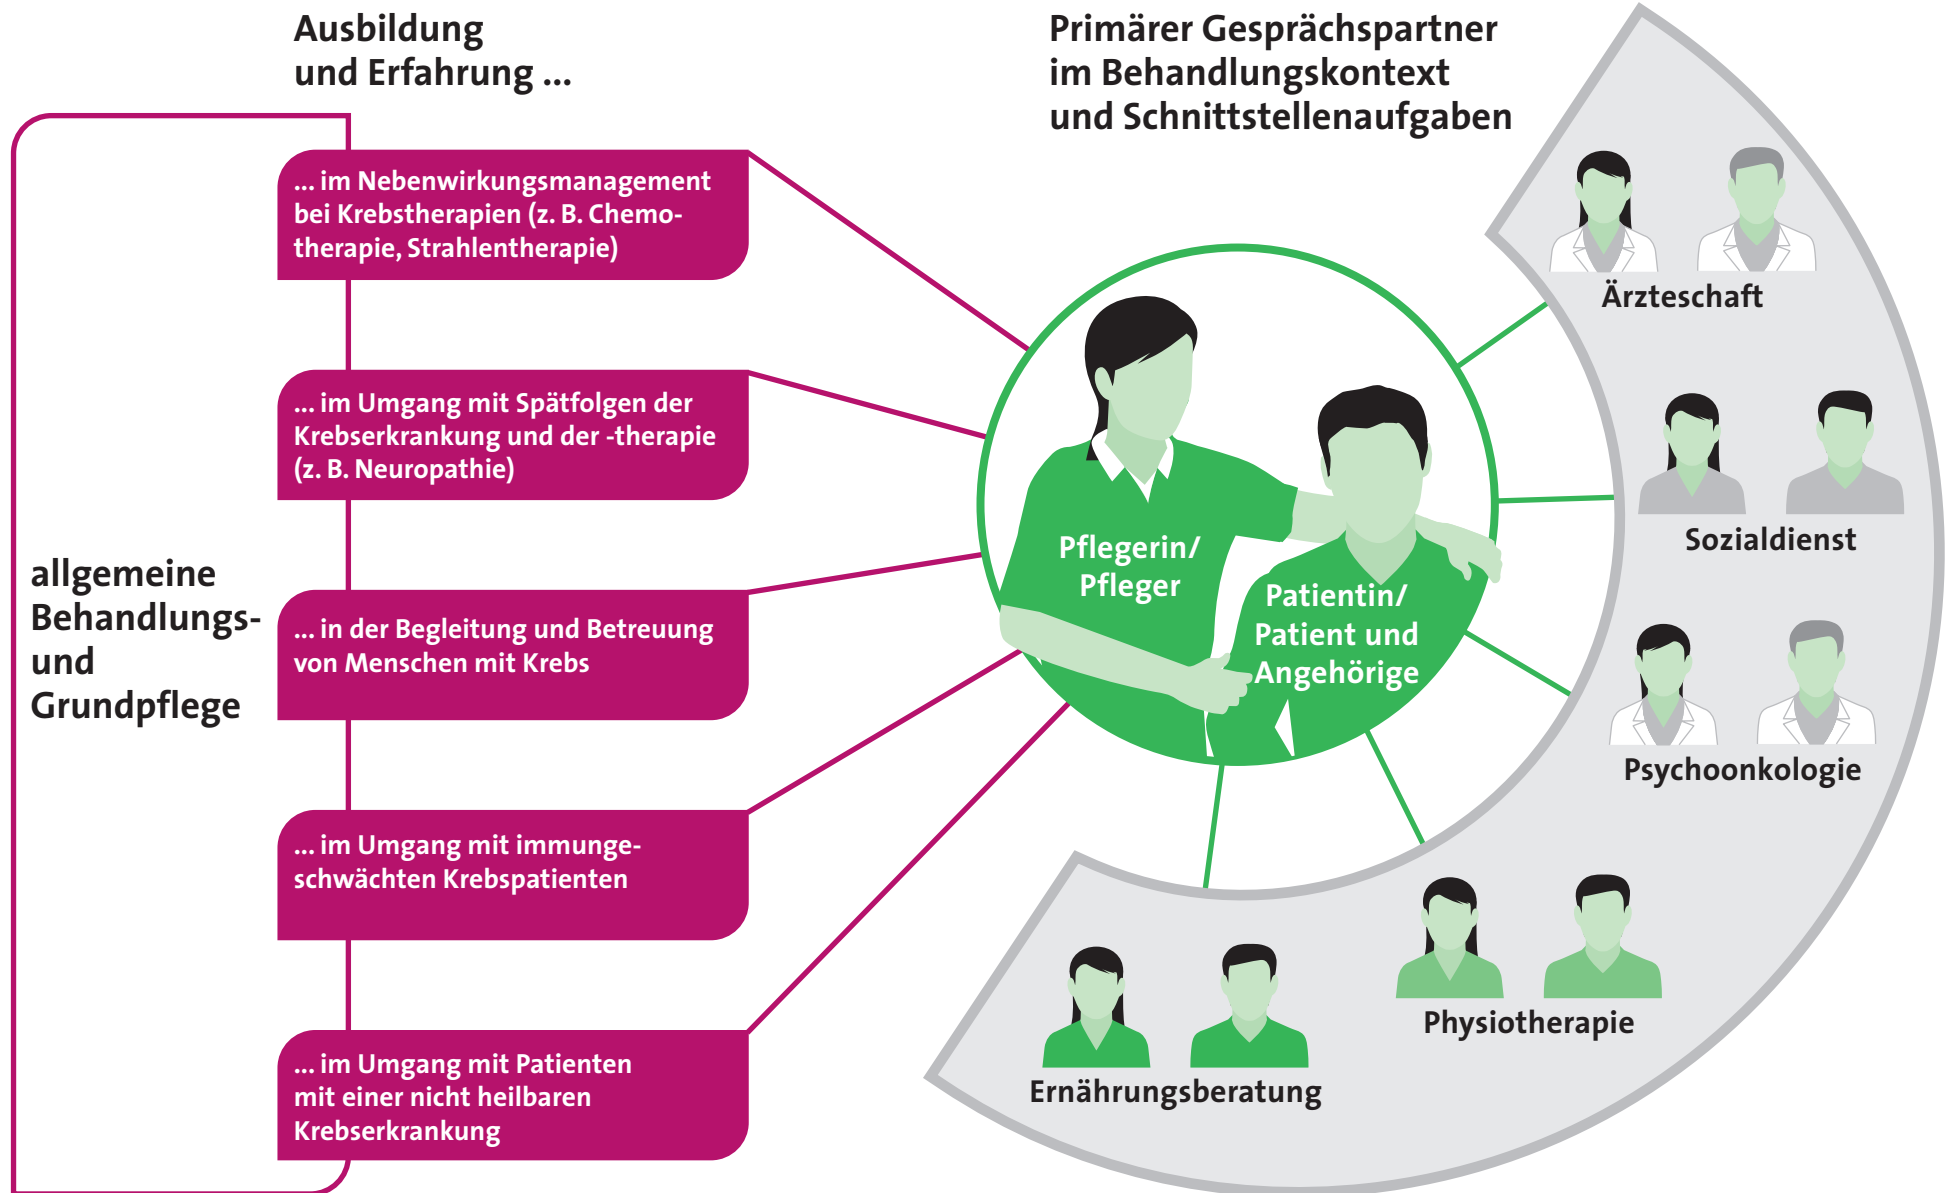 Ausbildung
und Erfahrung ...
Primärer Gesprächspartner
im Behandlungskontext
und Schnittstellenaufgaben
allgemeine
Behandlungs-
und
Grundpflege
... im Nebenwirkungsmanagement
bei Krebstherapien (z. B. Chemo-
therapie, Strahlentherapie)
... im Umgang mit Spätfolgen der
Krebserkrankung und der -therapie
(z. B. Neuropathie)
... in der Begleitung und Betreuung
von Menschen mit Krebs
... im Umgang mit immunge-
schwächten Krebspatienten
... im Umgang mit Patienten
mit einer nicht heilbaren
Krebserkrankung
Pflegerin/
Pfleger
Patientin/
Patient und
Angehörige
Ärzteschaft
Sozialdienst
Psychoonkologie
Physiotherapie
Ernährungsberatung